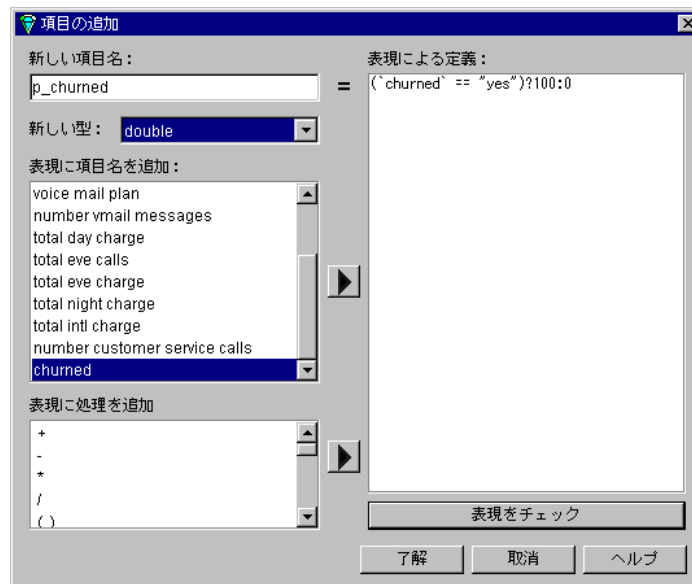 項目の追加
新しい項目名：
p_churned
=
新しい型：
double
表現に項目名を追加：
voice mail plan
number vmail messages
total day charge
total eve calls
total eve charge
total night charge
total intl charge
number customer service calls
churned
表現に処理を追加
+
-
*
/
( )
表現による定義：
(`churned` == "yes")?100:0
表現をチェック
了解
取消
ヘルプ